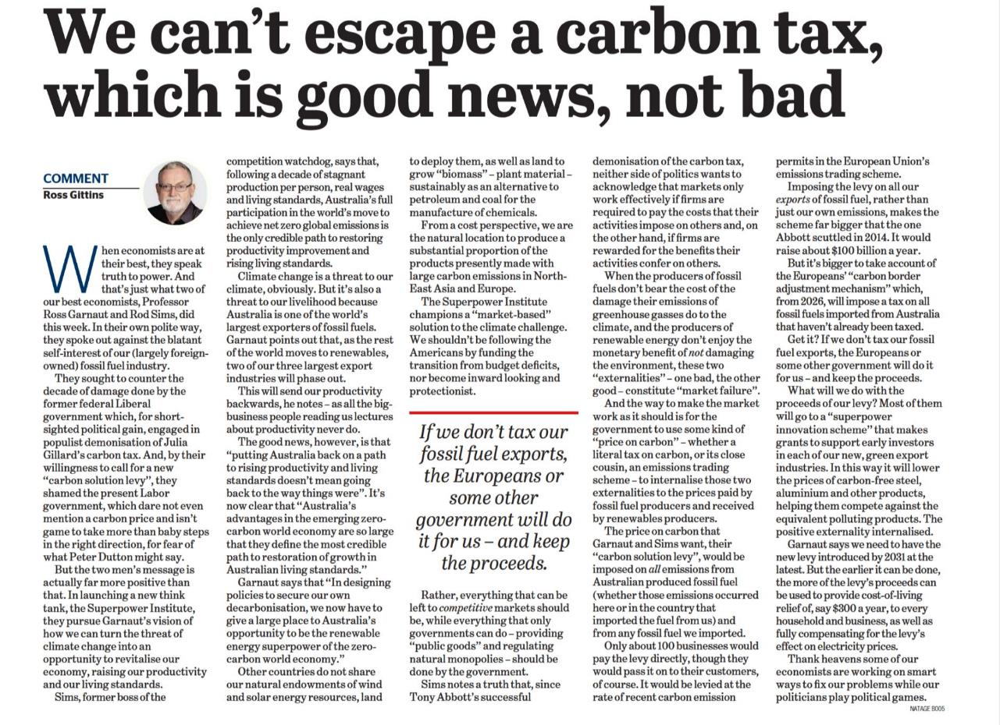 We can't escape a carbon tax,
which is good news, not bad
COMMENT
Ross Gittins
When economists are at
their best, they speak
truth to power. And
that's just what two of
our best economists, Professor
Ross Garnaut and Rod Sims, did
this week. In their own polite way,
they spoke out against the blatant
self-interest of our (largely foreign-
owned) fossil fuel industry.
They sought to counter the
decade of damage done by the
former federal Liberal
government which, for short-
sighted political gain, engaged in
populist demonisation of Julia
Gillard's carbon tax. And, by their
willingness to call for a new
"carbon solution levy", they
shamed the present Labor
government, which dare not even
mention a carbon price and isn't
game to take more than baby steps
in the right direction, for fear of
what Peter Dutton might say.
But the two men's message is
actually far more positive than
that. In launching a new think
tank, the Superpower Institute,
they pursue Garnaut's vision of
how we can turn the threat of
climate change into an
opportunity to revitalise our
economy, raising our productivity
and our living standards.
Sims, former boss of the
competition watchdog, says that,
following a decade of stagnant
production per person, real wages
and living standards, Australia's full
participation in the world's move to
achieve net zero global emissions is
the only credible path to restoring
productivity improvement and
rising living standards.
Climate change is a threat to our
climate, obviously. But it's also a
threat to our livelihood because
Australia is one of the world's
largest exporters of fossil fuels.
Garnaut points out that, as the rest
of the world moves to renewables,
two of our three largest export
industries will phase out.
This will send our productivity
backwards, he notes – as all the big-
business people reading us lectures
about productivity never do.
The good news, however, is that
"putting Australia back on a path
to rising productivity and living
standards doesn't mean going
back to the way things were". It's
now clear that "Australia's
advantages in the emerging zero-
carbon world economy are so large
that they define the most credible
path to restoration of growth in
Australian living standards."
Garnaut says that "In designing
policies to secure our own
decarbonisation, we now have to
give a large place to Australia's
opportunity to be the renewable
energy superpower of the zero-
carbon world economy."
Other countries do not share
our natural endowments of wind
and solar energy resources, land
to deploy them, as well as land to
grow "biomass" – plant material –
sustainably as an alternative to
petroleum and coal for the
manufacture of chemicals.
From a cost perspective, we are
the natural location to produce a
substantial proportion of the
products presently made with
large carbon emissions in North-
East Asia and Europe.
The Superpower Institute
champions a "market-based"
solution to the climate challenge.
We shouldn't be following the
Americans by funding the
transition from budget deficits,
nor become inward looking and
protectionist.
If we don't tax our
fossil fuel exports,
the Europeans or
some other
government will do
it for us – and keep
the proceeds.
Rather, everything that can be
left to competitive markets should
be, while everything that only
governments can do – providing
"public goods" and regulating
natural monopolies – should be
done by the government.
Sims notes a truth that, since
Tony Abbott's successful
demonisation of the carbon tax,
neither side of politics wants to
acknowledge that markets only
work effectively if firms are
required to pay the costs that their
activities impose on others and, on
the other hand, if firms are
rewarded for the benefits their
activities confer on others.
When the producers of fossil
fuels don't bear the cost of the
damage their emissions of
greenhouse gasses do to the
climate, and the producers of
renewable energy don't enjoy the
monetary benefit of not damaging
the environment, these two
"externalities" – one bad, the other
good – constitute "market failure".
And the way to make the market
work as it should is for the
government to use some kind of
"price on carbon" – whether a
literal tax on carbon, or its close
cousin, an emissions trading
scheme – to internalise those two
externalities to the prices paid by
fossil fuel producers and received
by renewables producers.
The price on carbon that
Garnaut and Sims want, their
"carbon solution levy", would be
imposed on all emissions from
Australian produced fossil fuel
(whether those emissions occurred
here or in the country that
imported the fuel from us) and
from any fossil fuel we imported.
Only about 100 businesses would
pay the levy directly, though they
would pass it on to their customers,
of course. It would be levied at the
rate of recent carbon emission
permits in the European Union's
emissions trading scheme.
Imposing the levy on all our
exports of fossil fuel, rather than
just our own emissions, makes the
scheme far bigger that the one
Abbott scuttled in 2014. It would
raise about $100 billion a year.
But it's bigger to take account of
the Europeans' "carbon border
adjustment mechanism" which,
from 2026, will impose a tax on all
fossil fuels imported from Australia
that haven't already been taxed.
Get it? If we don't tax our fossil
fuel exports, the Europeans or
some other government will do it
for us – and keep the proceeds.
What will we do with the
proceeds of our levy? Most of them
will go to a "superpower
innovation scheme" that makes
grants to support early investors
in each of our new, green export
industries. In this way it will lower
the prices of carbon-free steel,
aluminium and other products,
helping them compete against the
equivalent polluting products. The
positive externality internalised.
Garnaut says we need to have the
new levy introduced by 2031 at the
latest. But the earlier it can be done,
the more of the levy's proceeds can
be used to provide cost-of-living
relief of, say $300 a year, to every
household and business, as well as
fully compensating for the levy's
effect on electricity prices.
Thank heavens some of our
economists are working on smart
ways to fix our problems while our
politicians play political games.
NATAGE B005